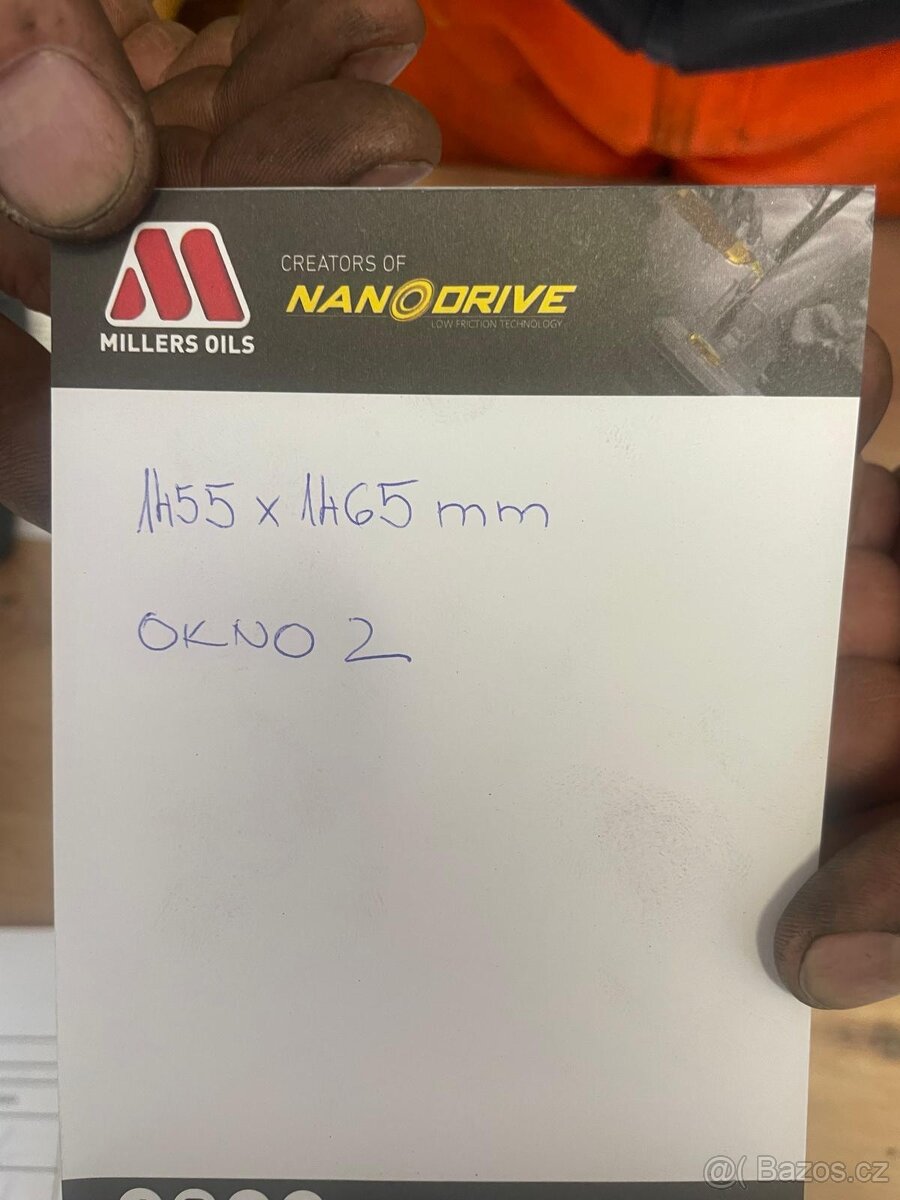 CREATORS OF
NANODRIVE
LOW FRICTION TECHNOLOGY
MILLERS OILS
1455 x 1465 mm
OKNO 2
@( Bazos.cz